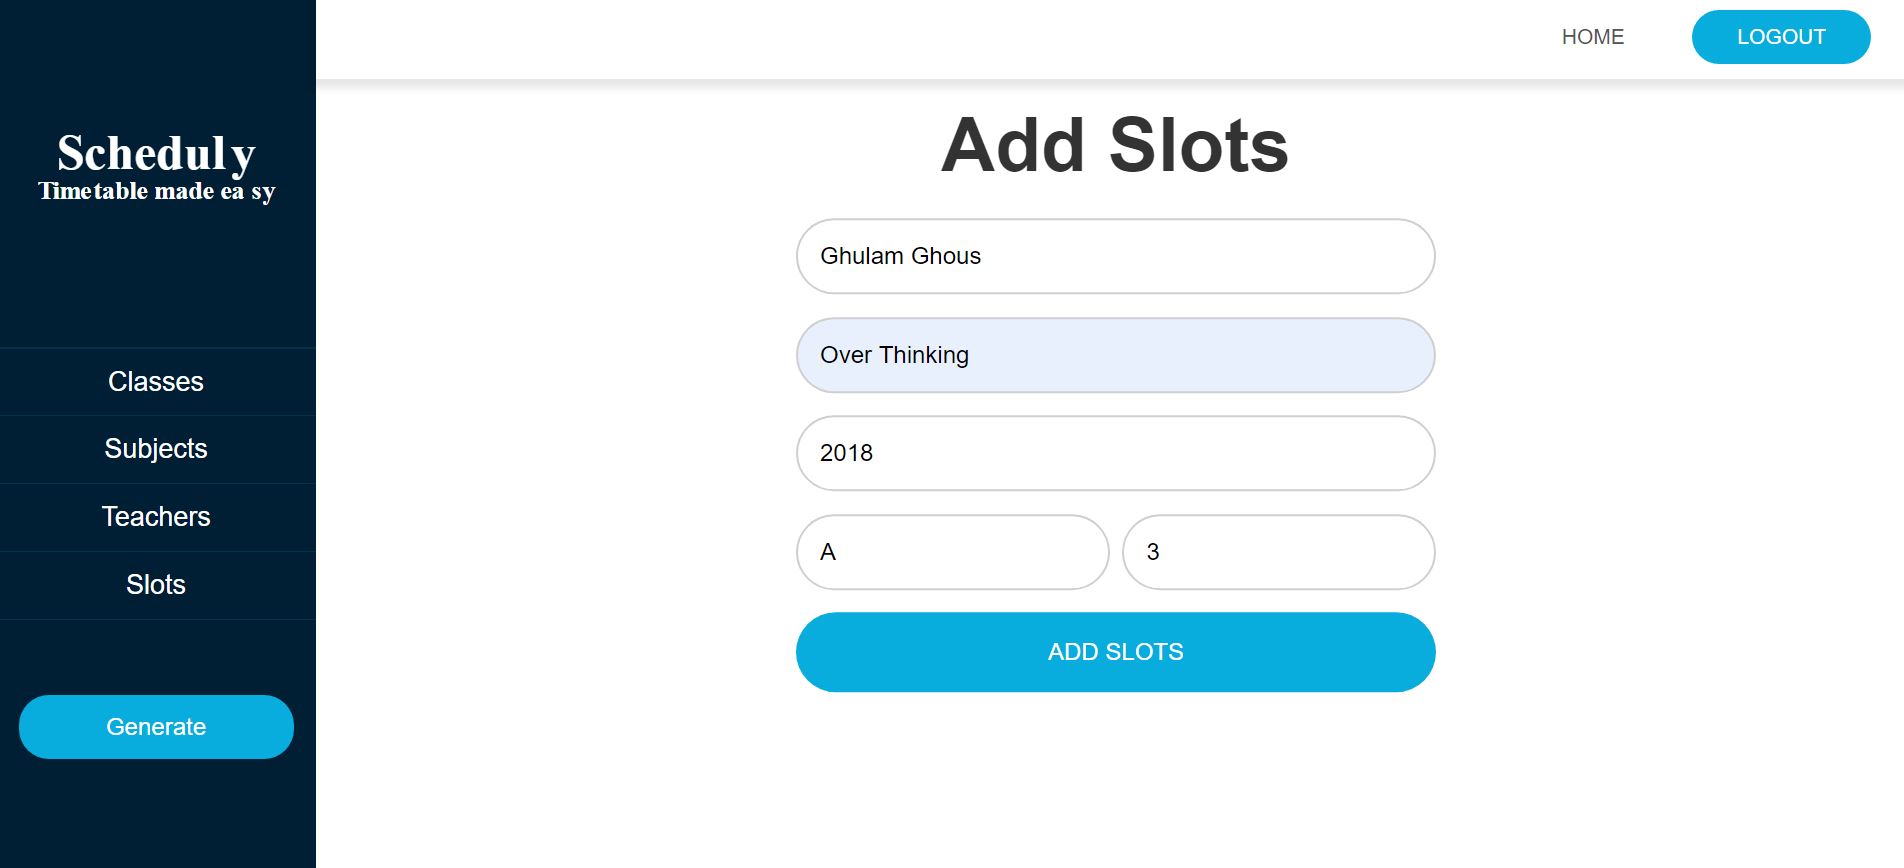 HOME
LOGOUT
Scheduly
Timetable made ea sy
Classes
Subjects
Teachers
Slots
Generate
Add Slots
Ghulam Ghous
Over Thinking
2018
A
3
ADD SLOTS